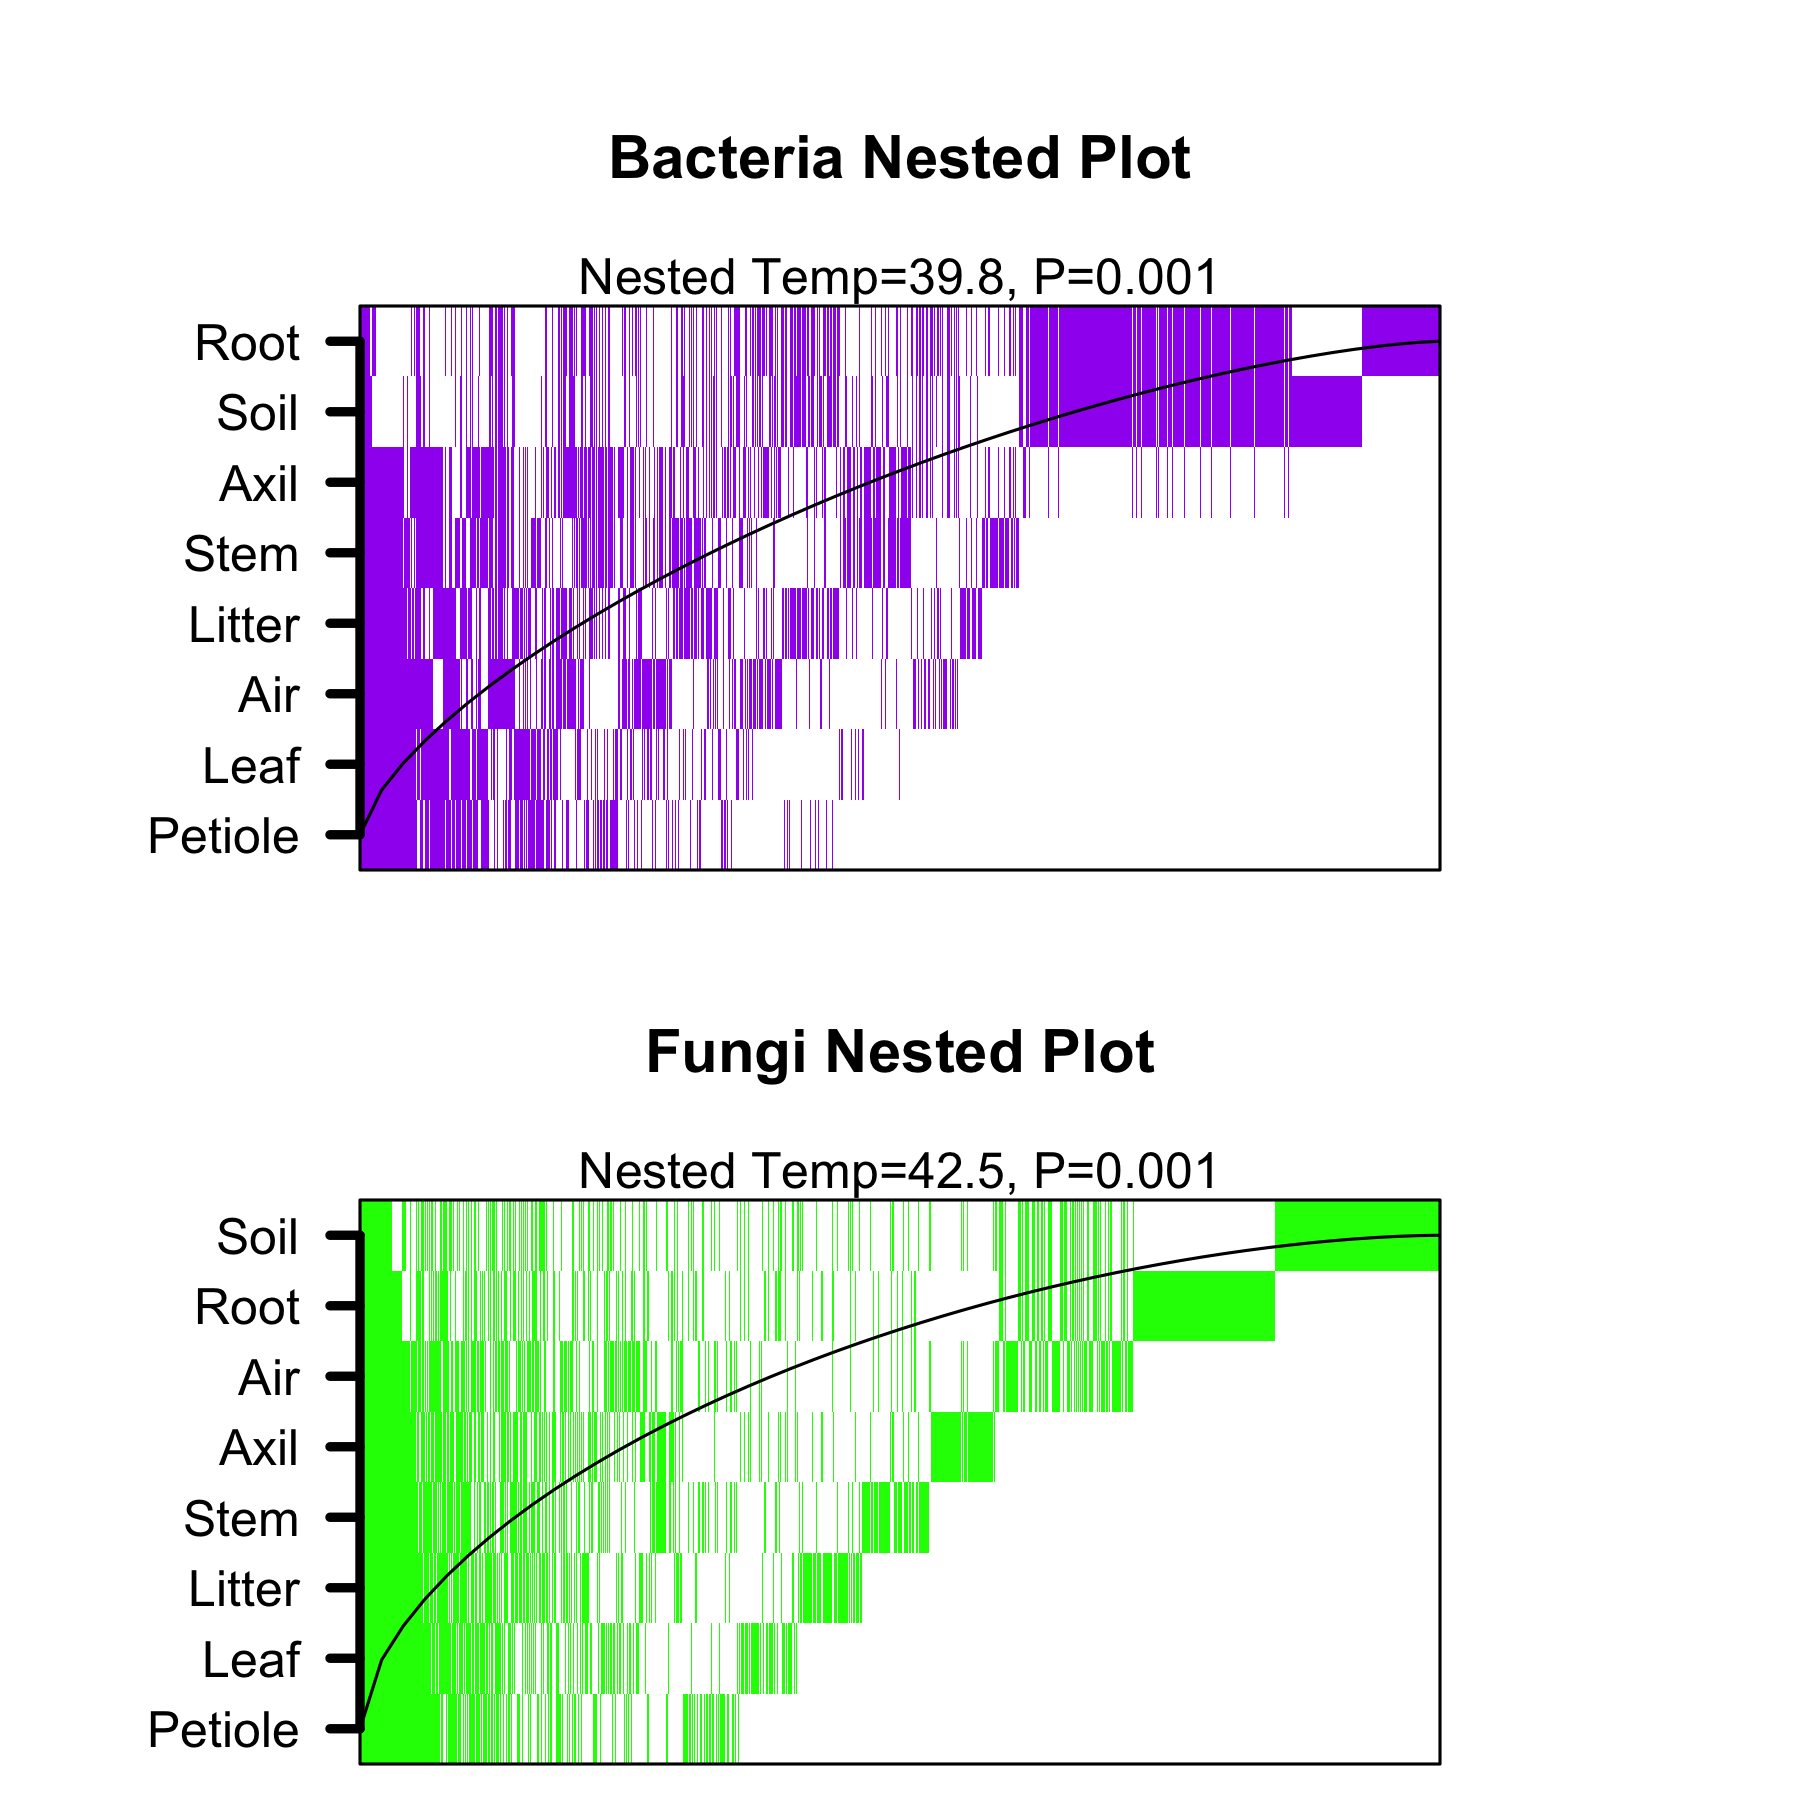 Bacteria Nested Plot
Nested Temp=39.8, P=0.001
Root
Soil
Axil
Stem
Litter
Air
Leaf
Petiole
Fungi Nested Plot
Nested Temp=42.5, P=0.001
Soil
Root
Air
Axil
Stem
Litter
Leaf
Petiole